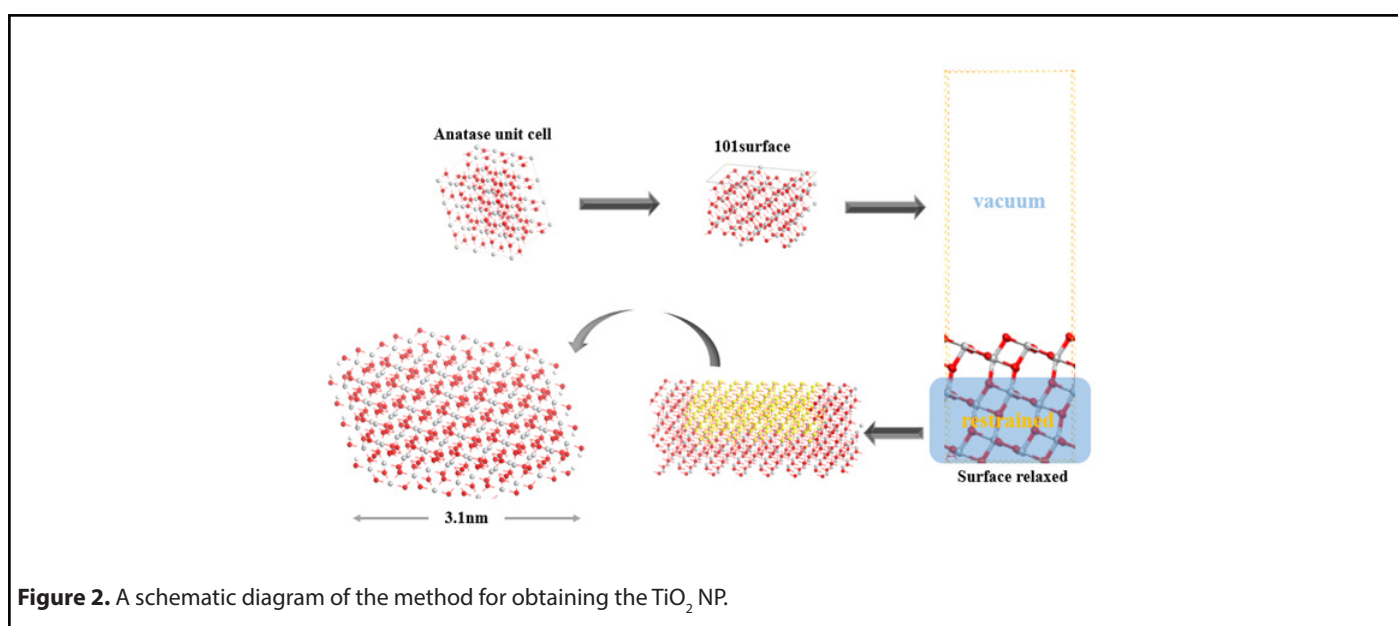 Anatase unit cell
101surface
vacuum
restrained
Surface relaxed
3.1nm
Figure 2. A schematic diagram of the method for obtaining the TiO₂ NP.